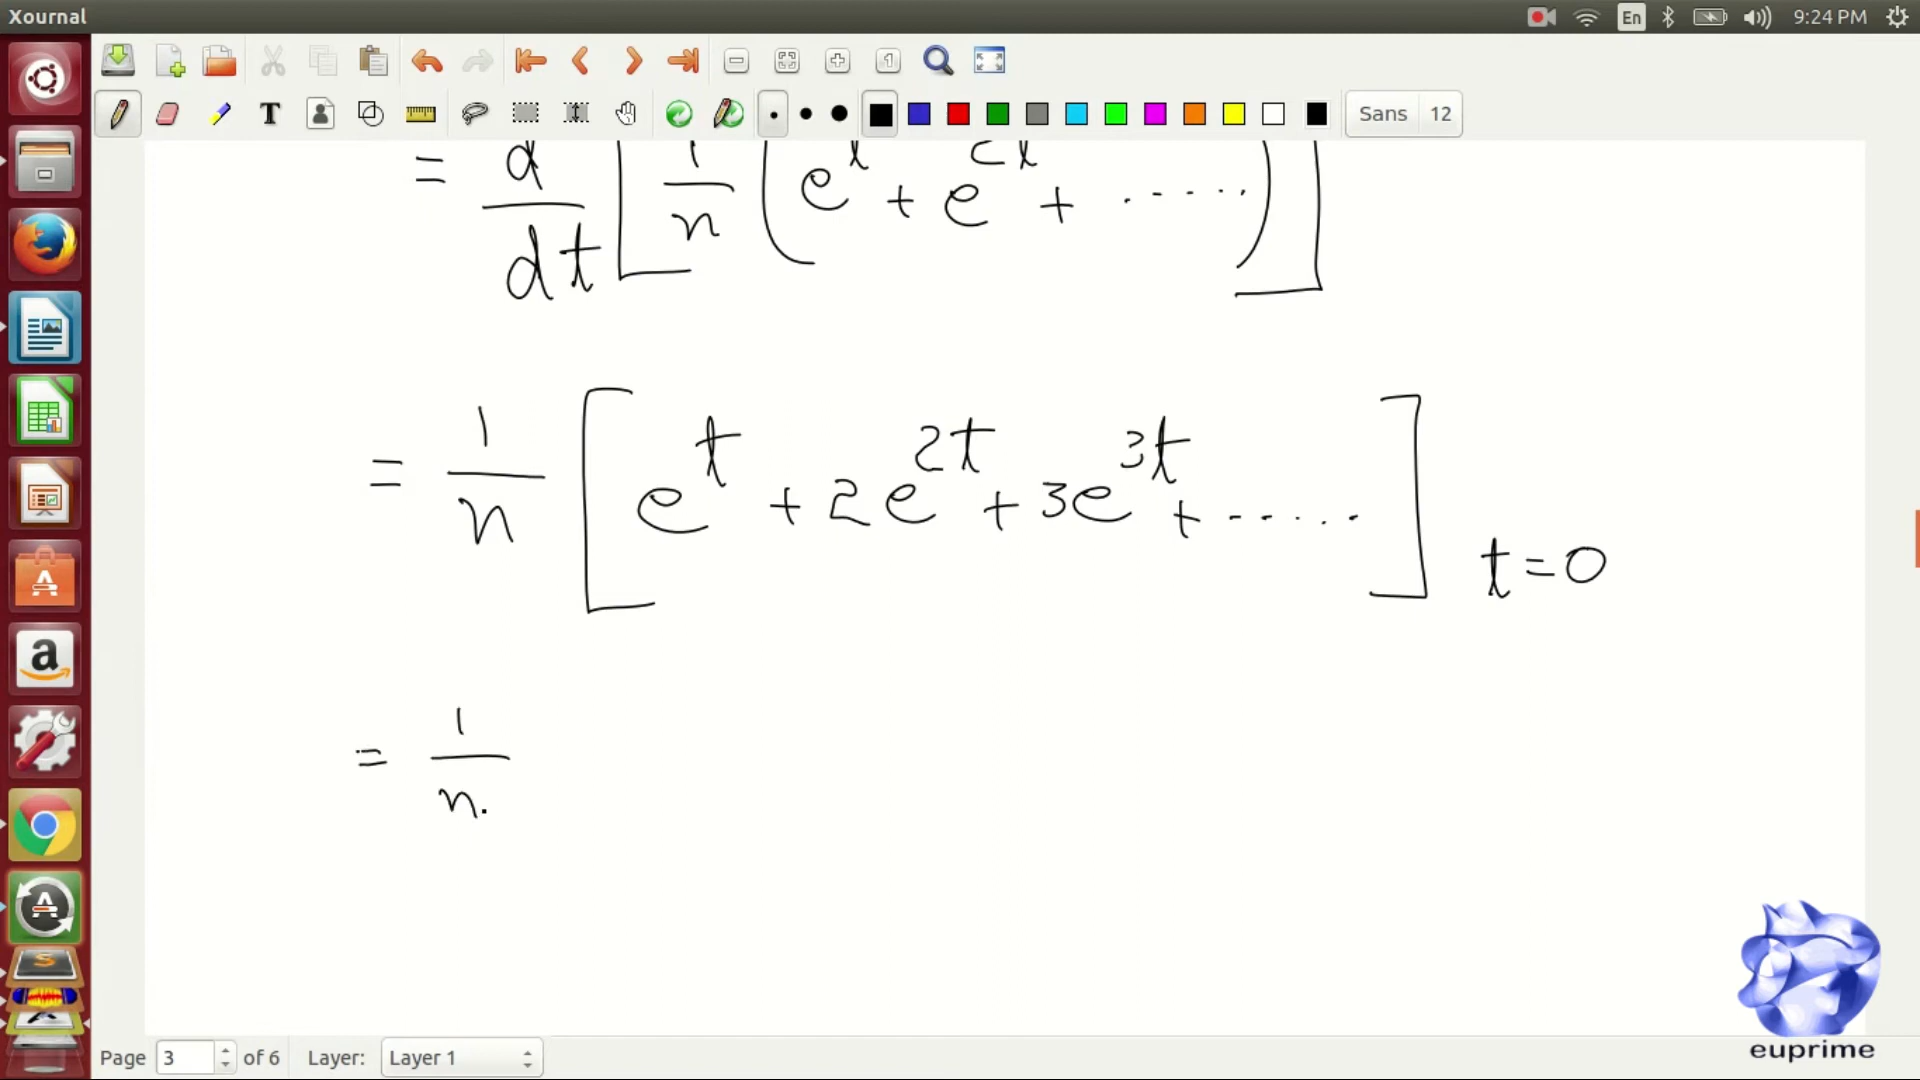 Xournal
En
9:24 PM
Sans 12
= d/dt [ 1/n ( e^t + e^{2t} + ..... ) ]
= 1/n [ e^t + 2e^{2t} + 3e^{3t} + ...... ] t=0
= 1/n.
euprime
Page 3 of 6 Layer: Layer 1